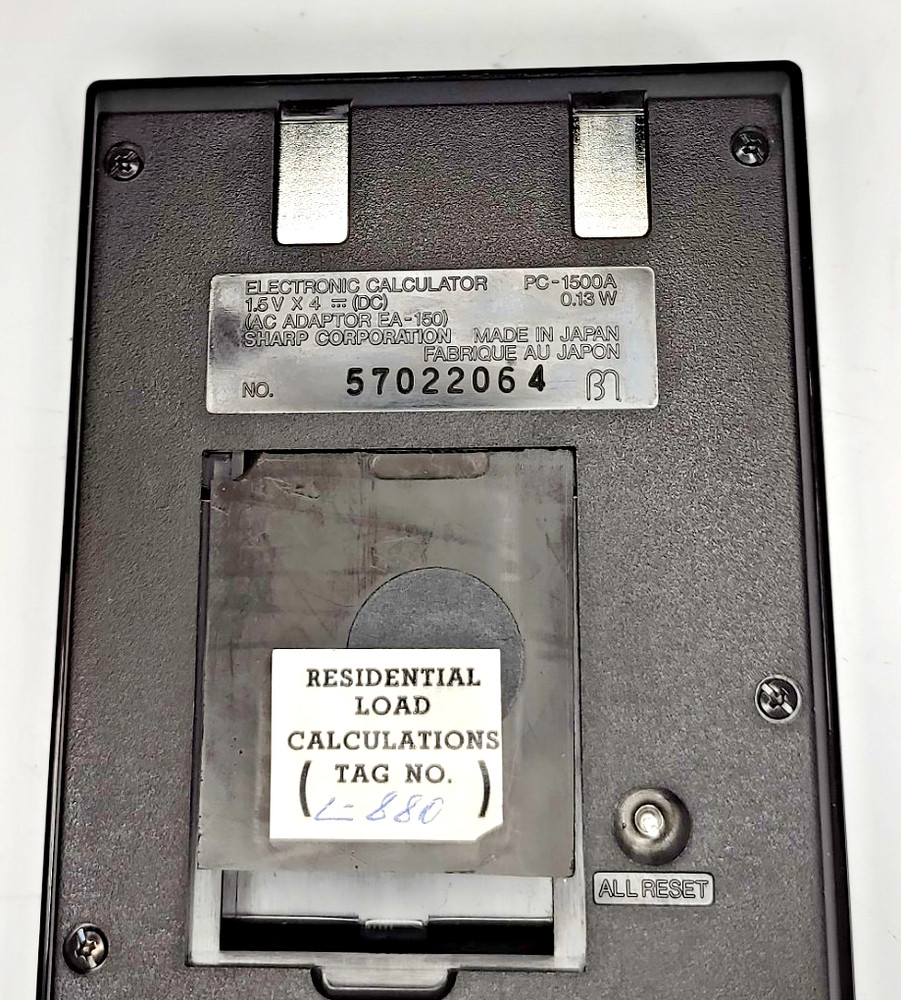 ELECTRONIC CALCULATOR PC-1500A
1.5V X 4 ⎓ (DC) 0.13 W
(AC ADAPTOR EA-150)
SHARP CORPORATION MADE IN JAPAN
FABRIQUE AU JAPON
NO. 57022064
RESIDENTIAL
LOAD
CALCULATIONS
( TAG NO. )
L-880
ALL RESET